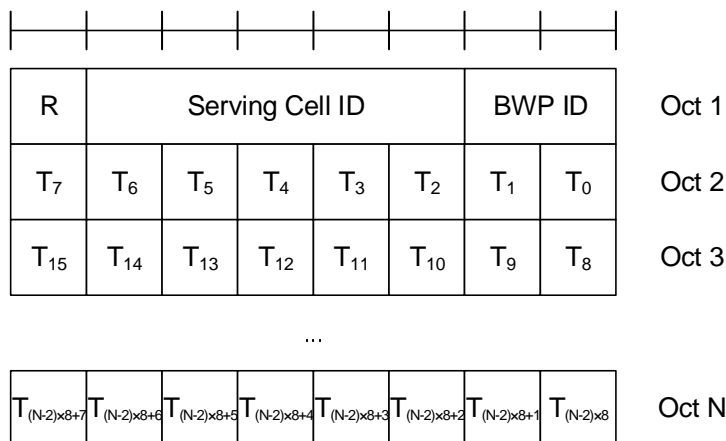 R Serving Cell ID BWP ID Oct 1
T7 T6 T5 T4 T3 T2 T1 T0 Oct 2
T15 T14 T13 T12 T11 T10 T9 T8 Oct 3
...
T(N-2)×8+7 T(N-2)×8+6 T(N-2)×8+5 T(N-2)×8+4 T(N-2)×8+3 T(N-2)×8+2 T(N-2)×8+1 T(N-2)×8 Oct N